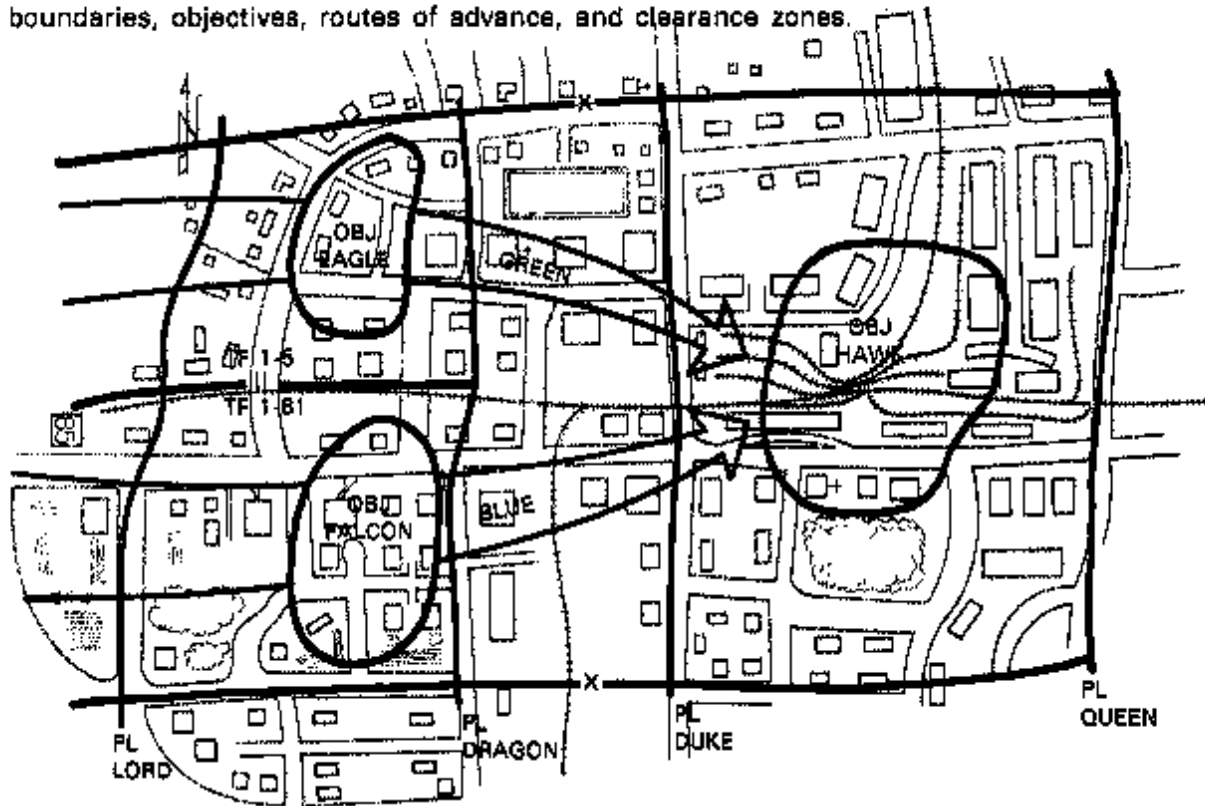 boundaries, objectives, routes of advance, and clearance zones.
X
OBJ
EAGLE
GREEN
OBJ
HAWK
TF 1-5
TF 1-81
OBJ
FALCON
BLUE
X
PL
LORD
PL
DRAGON
PL
DUKE
PL
QUEEN